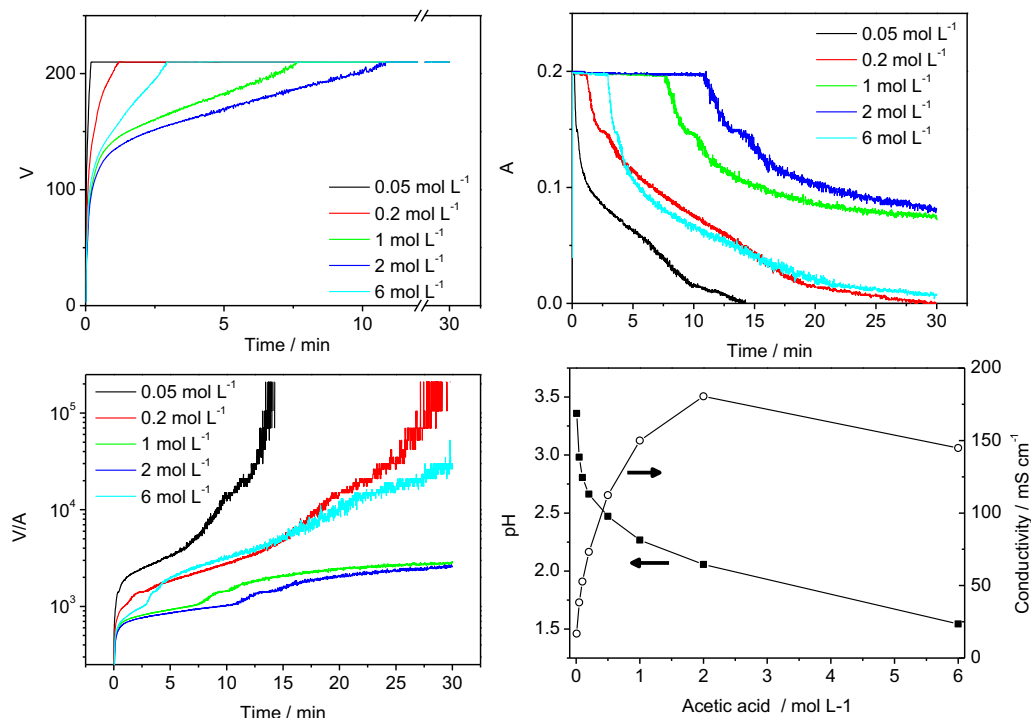 200
100
0
V
0 5 10 30
Time / min
0.05 mol L⁻¹
0.2 mol L⁻¹
1 mol L⁻¹
2 mol L⁻¹
6 mol L⁻¹
0.2
0.1
0.0
A
0 5 10 15 20 25 30
Time / min
0.05 mol L⁻¹
0.2 mol L⁻¹
1 mol L⁻¹
2 mol L⁻¹
6 mol L⁻¹
10⁵
10⁴
10³
V/A
0 5 10 15 20 25 30
Time / min
0.05 mol L⁻¹
0.2 mol L⁻¹
1 mol L⁻¹
2 mol L⁻¹
6 mol L⁻¹
3.5
3.0
2.5
2.0
1.5
pH
0 1 2 3 4 5 6
Acetic acid / mol L-1
200
150
100
50
0
Conductivity / mS cm⁻¹